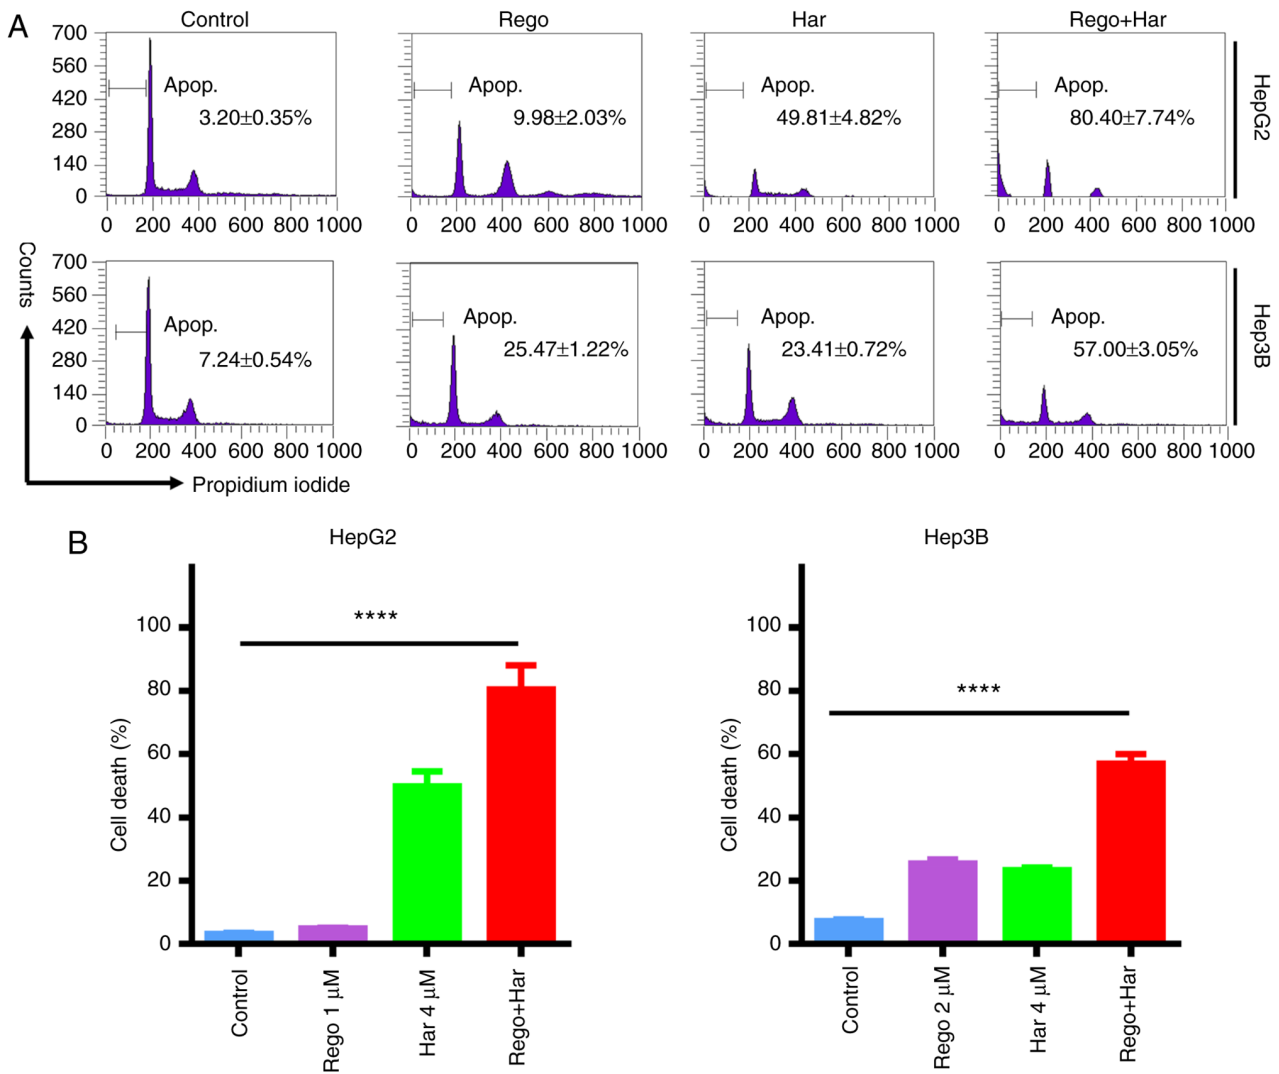 A
Control
Rego
Har
Rego+Har
700
560
420
280
140
0
Apop.
3.20±0.35%
Apop.
9.98±2.03%
Apop.
49.81±4.82%
Apop.
80.40±7.74%
HepG2
0 200 400 600 800 1000
0 200 400 600 800 1000
0 200 400 600 800 1000
0 200 400 600 800 1000
Counts
700
560
420
280
140
0
Apop.
7.24±0.54%
Apop.
25.47±1.22%
Apop.
23.41±0.72%
Apop.
57.00±3.05%
Hep3B
0 200 400 600 800 1000
0 200 400 600 800 1000
0 200 400 600 800 1000
0 200 400 600 800 1000
Propidium iodide
B
HepG2
Cell death (%)
100
80
60
40
20
0
****
Control
Rego 1 μM
Har 4 μM
Rego+Har
Hep3B
Cell death (%)
100
80
60
40
20
0
****
Control
Rego 2 μM
Har 4 μM
Rego+Har